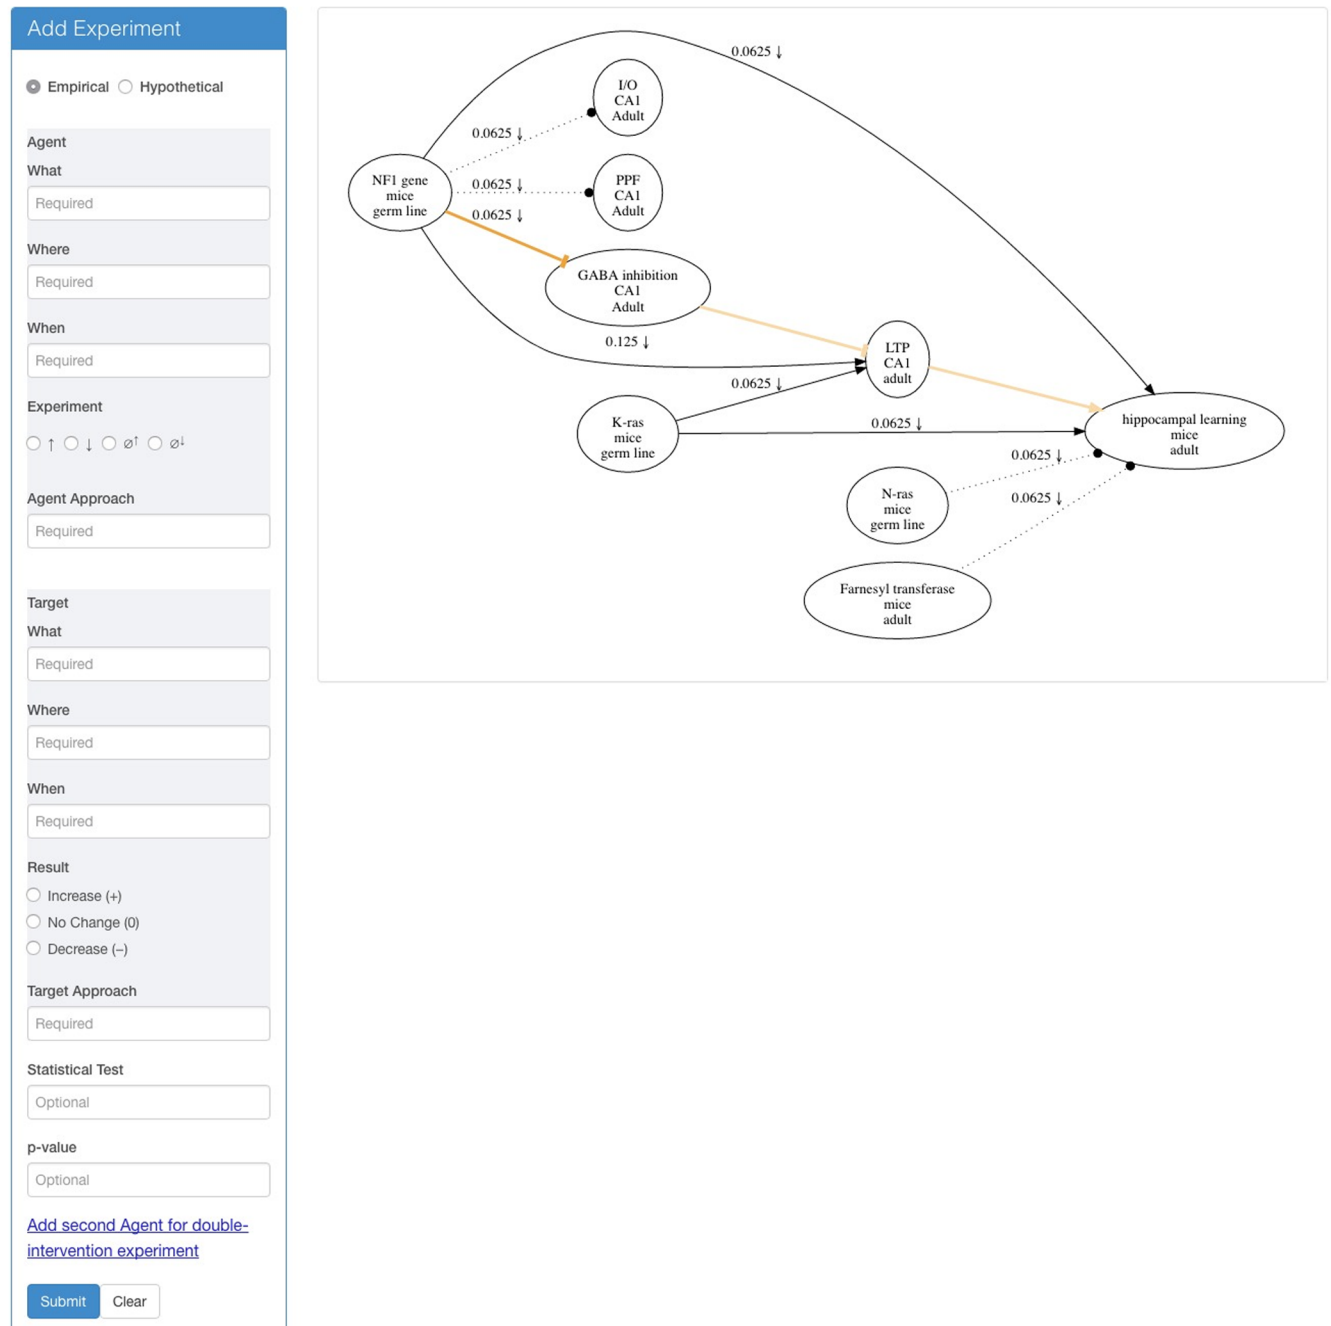 Add Experiment
Empirical
Hypothetical
Agent
What
Required
Where
Required
When
Required
Experiment
↑ ↓ ∅↑ ∅↓
Agent Approach
Required
Target
What
Required
Where
Required
When
Required
Result
Increase (+)
No Change (0)
Decrease (–)
Target Approach
Required
Statistical Test
Optional
p-value
Optional
Add second Agent for double-
intervention experiment
Submit
Clear
0.0625 ↓
I/O
CA1
Adult
0.0625 ↓
NF1 gene
mice
germ line
0.0625 ↓
PPF
CA1
Adult
0.0625 ↓
GABA inhibition
CA1
Adult
0.125 ↓
LTP
CA1
adult
0.0625 ↓
K-ras
mice
germ line
0.0625 ↓
hippocampal learning
mice
adult
0.0625 ↓
N-ras
mice
germ line
0.0625 ↓
Farnesyl transferase
mice
adult